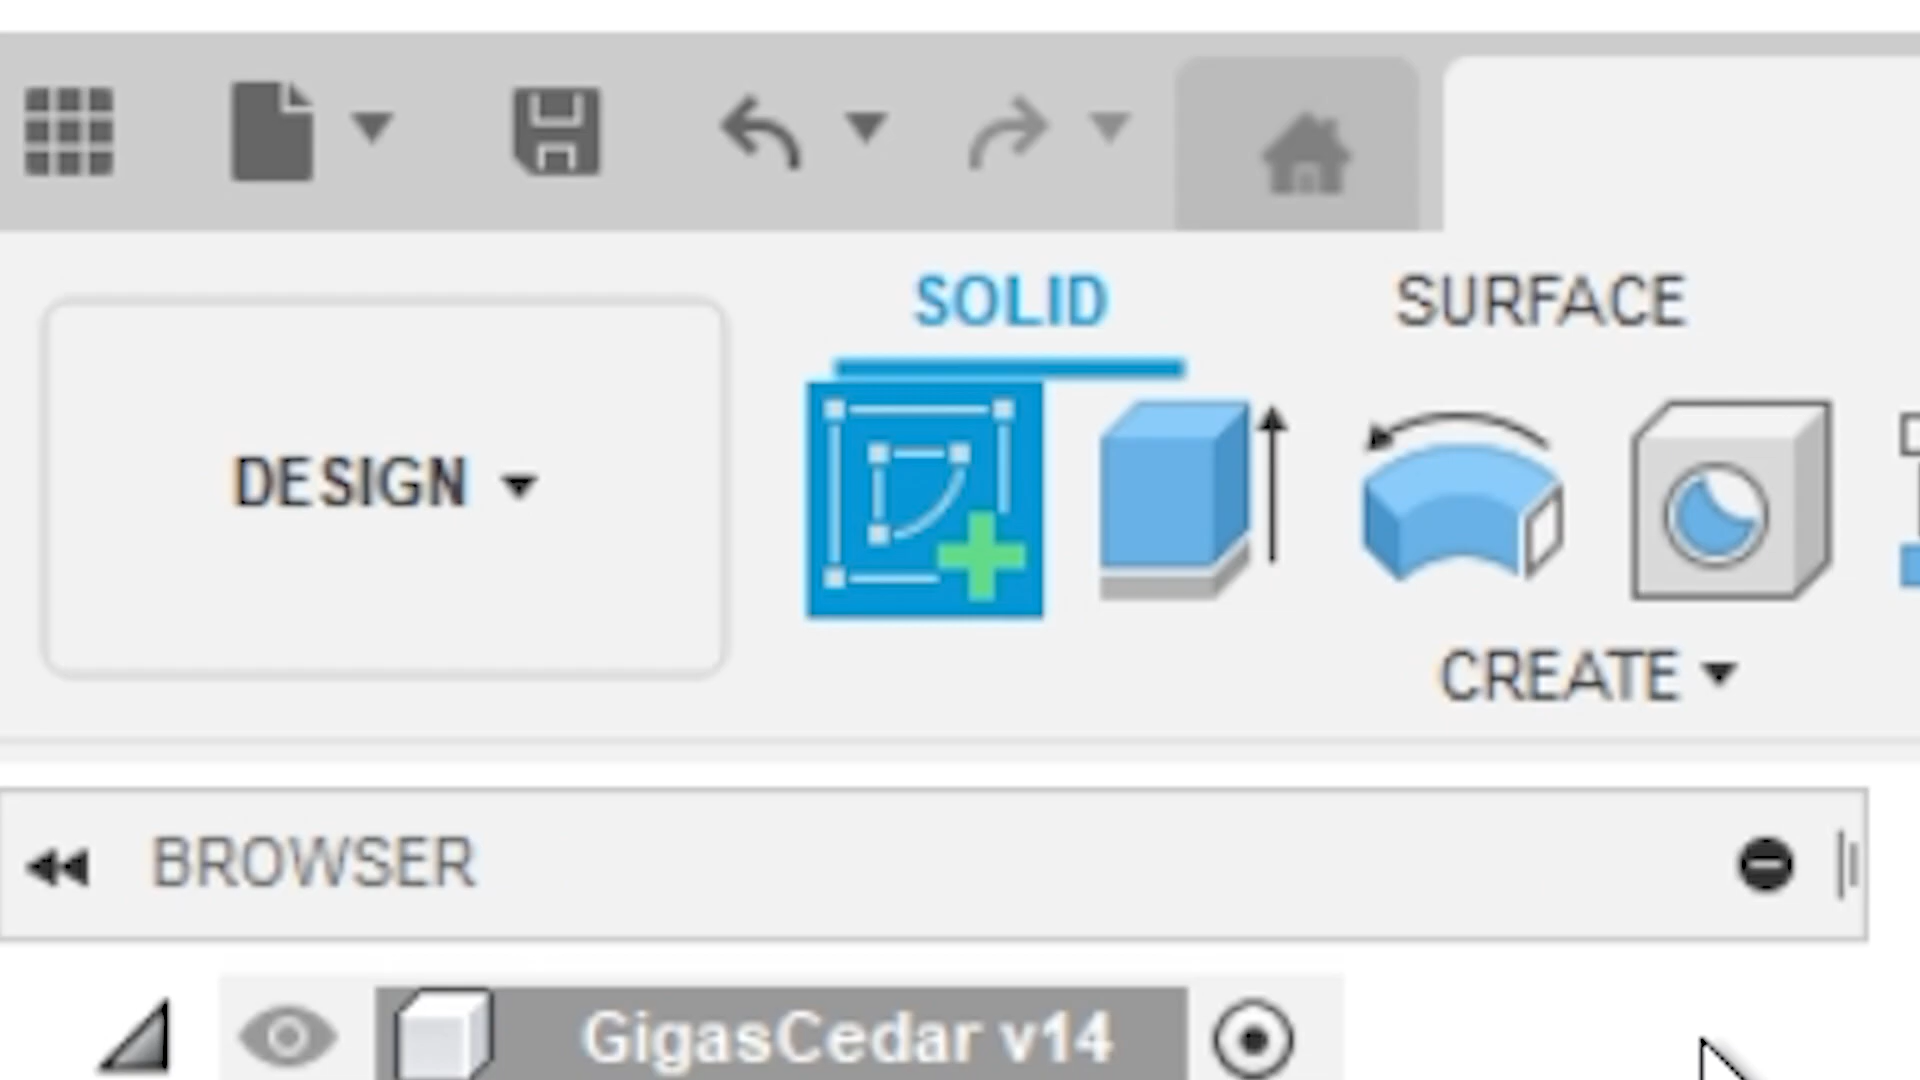 SOLID SURFACE
DESIGN
CREATE
BROWSER
GigasCedar v14